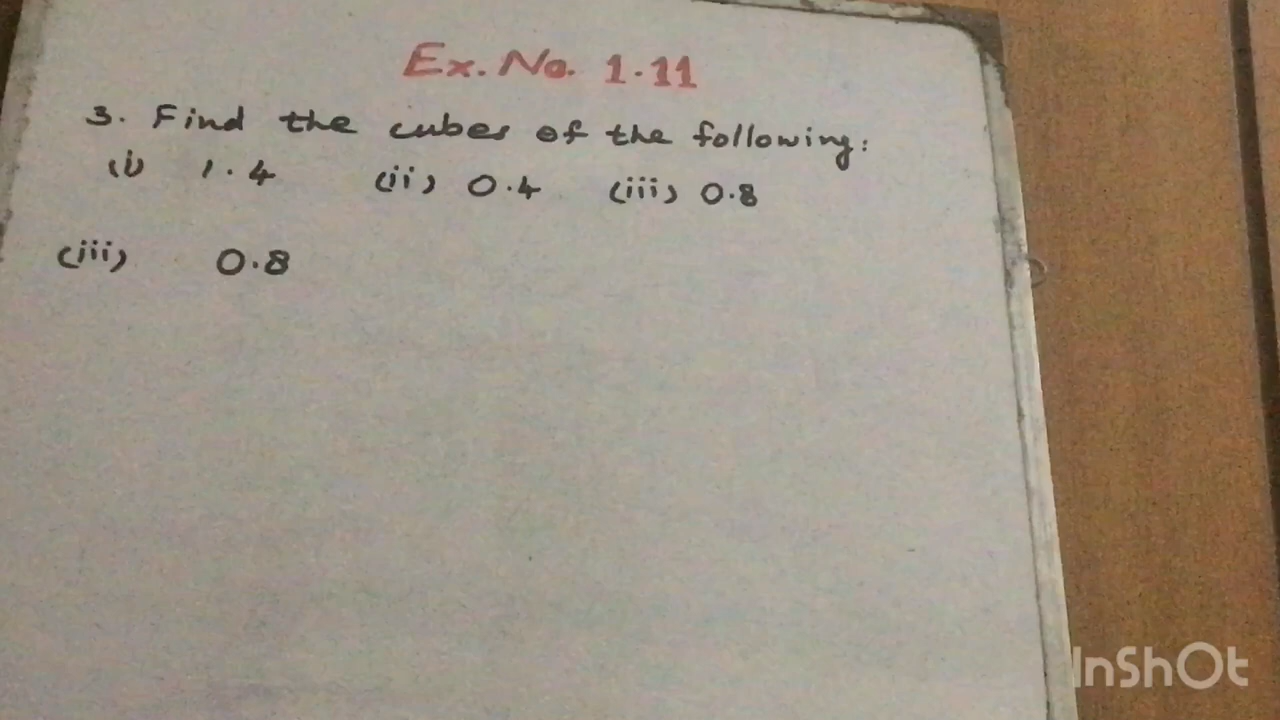 Ex. No. 1.11
3. Find the cubes of the following:
(i) 1.4 (ii) 0.4 (iii) 0.8
(iii) 0.8
InShOt